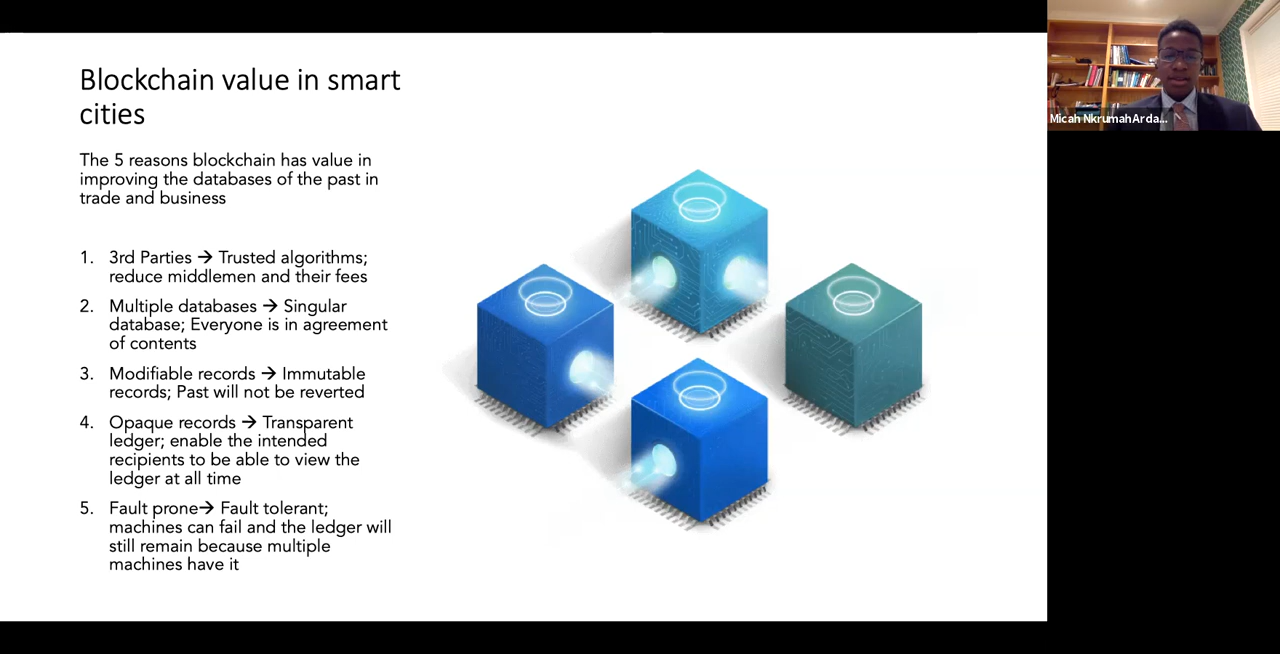 Blockchain value in smart
cities
The 5 reasons blockchain has value in
improving the databases of the past in
trade and business
1. 3rd Parties → Trusted algorithms;
reduce middlemen and their fees
2. Multiple databases → Singular
database; Everyone is in agreement
of contents
3. Modifiable records → Immutable
records; Past will not be reverted
4. Opaque records → Transparent
ledger; enable the intended
recipients to be able to view the
ledger at all time
5. Fault prone→ Fault tolerant;
machines can fail and the ledger will
still remain because multiple
machines have it
Micah NkrumahArda...